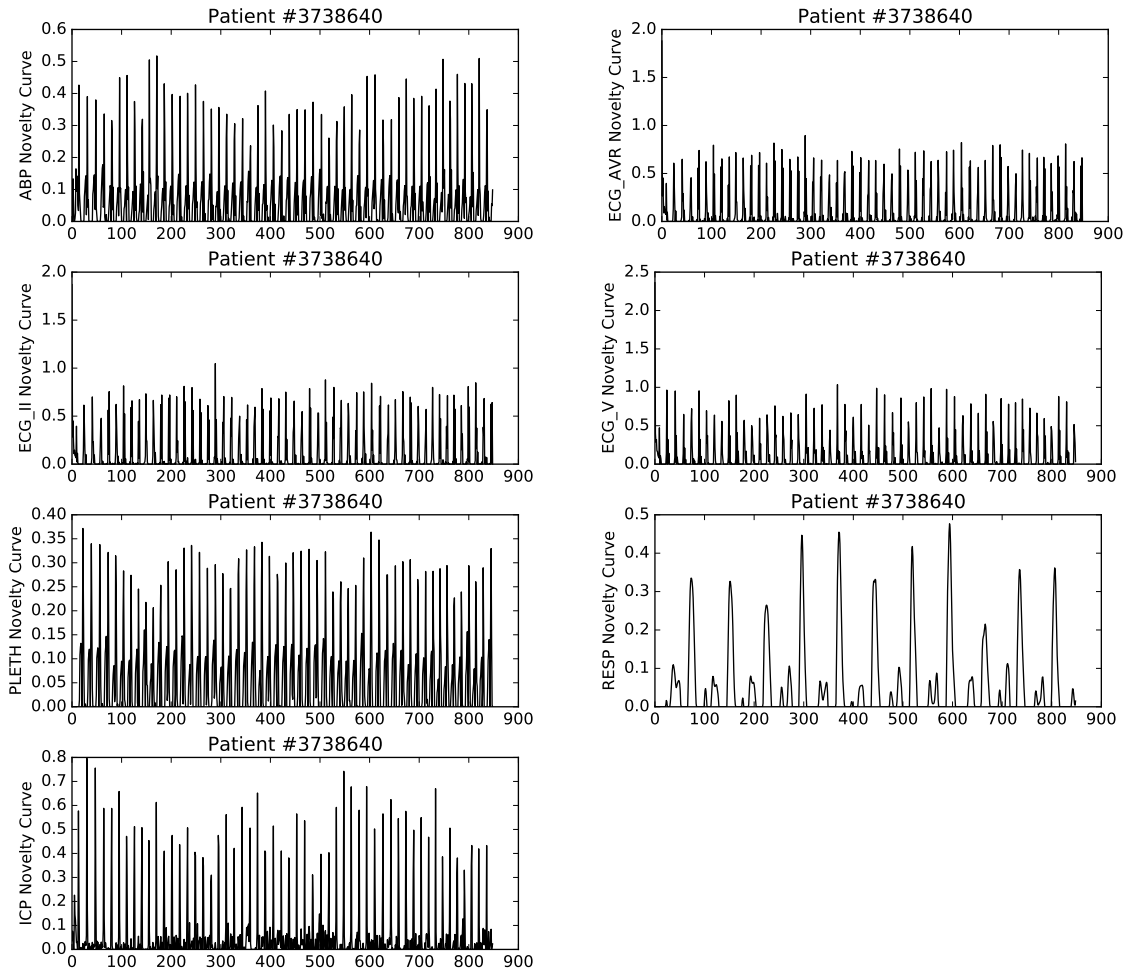 Patient #3738640
ABP Novelty Curve
0.6
0.5
0.4
0.3
0.2
0.1
0.0
0 100 200 300 400 500 600 700 800 900
Patient #3738640
ECG_AVR Novelty Curve
2.0
1.5
1.0
0.5
0.0
0 100 200 300 400 500 600 700 800 900
Patient #3738640
ECG_II Novelty Curve
2.0
1.5
1.0
0.5
0.0
0 100 200 300 400 500 600 700 800 900
Patient #3738640
ECG_V Novelty Curve
2.5
2.0
1.5
1.0
0.5
0.0
0 100 200 300 400 500 600 700 800 900
Patient #3738640
PLETH Novelty Curve
0.40
0.35
0.30
0.25
0.20
0.15
0.10
0.05
0.00
0 100 200 300 400 500 600 700 800 900
Patient #3738640
RESP Novelty Curve
0.5
0.4
0.3
0.2
0.1
0.0
0 100 200 300 400 500 600 700 800 900
Patient #3738640
ICP Novelty Curve
0.8
0.7
0.6
0.5
0.4
0.3
0.2
0.1
0.0
0 100 200 300 400 500 600 700 800 900